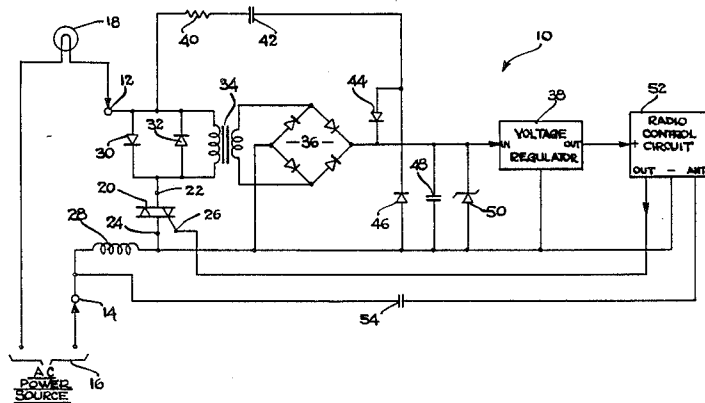 18
40
42
10
12
34
44
52
38
30
32
36
VOLTAGE
REGULATOR
IN
OUT
RADIO
CONTROL
CIRCUIT
+
OUT
-
ANT
20
22
24
26
28
46
48
50
14
54
AC
POWER
SOURCE
16